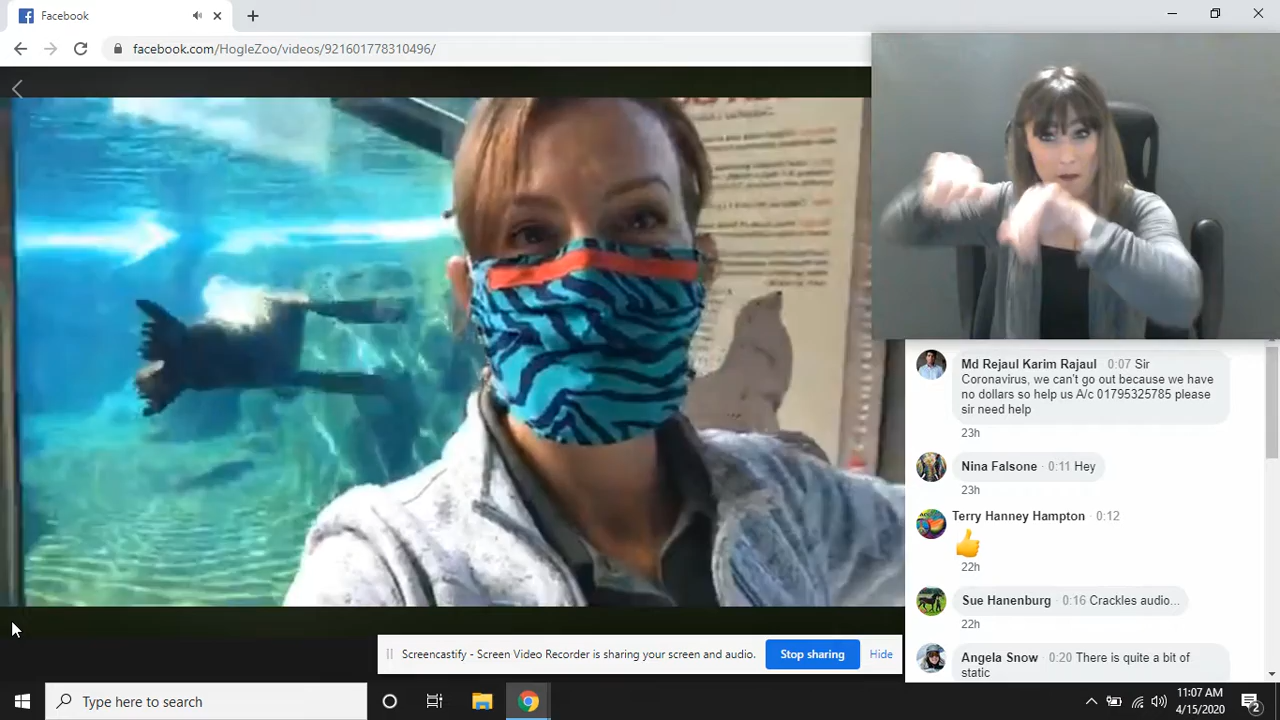 Facebook
facebook.com/HogleZoo/videos/921601778310496/
Md Rejaul Karim Rajaul · 0:07 Sir
Coronavirus, we can't go out because we have
no dollars so help us A/c 01795325785 please
sir need help
23h
Nina Falsone · 0:11 Hey
23h
Terry Hanney Hampton · 0:12
22h
Sue Hanenburg · 0:16 Crackles audio...
22h
Angela Snow · 0:20 There is quite a bit of
static
Screencastify - Screen Video Recorder is sharing your screen and audio.
Stop sharing
Hide
Type here to search
11:07 AM
4/15/2020
2